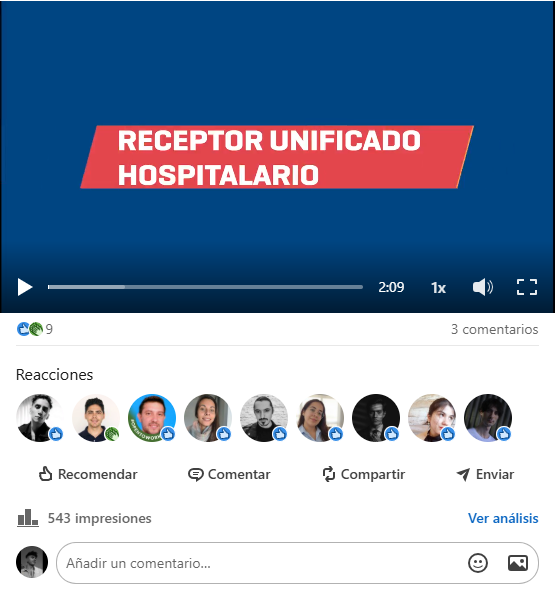 RECEPTOR UNIFICADO
HOSPITALARIO
2:09
1x
9
3 comentarios
Reacciones
Recomendar
Comentar
Compartir
Enviar
543 impresiones
Ver análisis
Añadir un comentario...